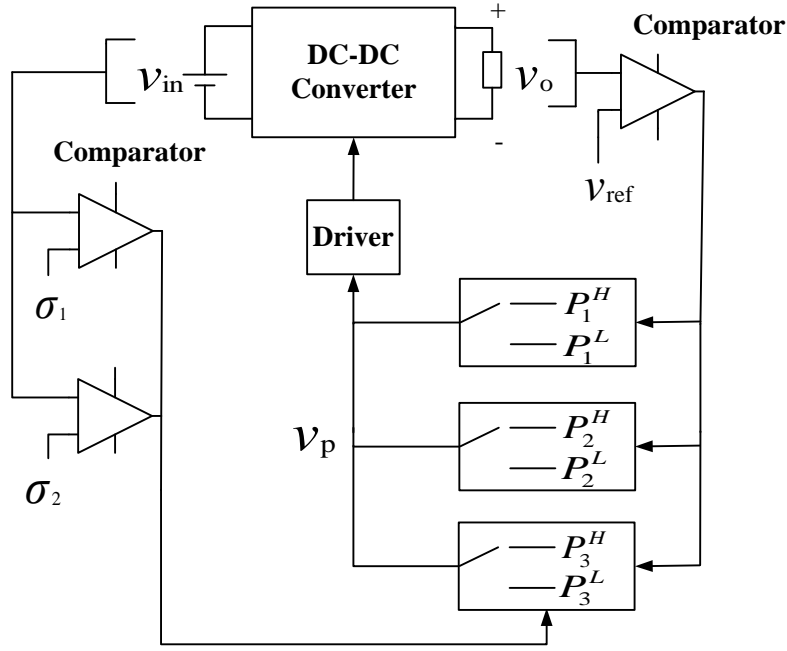 Comparator
+
DC-DC
Converter
v_in
v_o
-
v_ref
Comparator
Driver
σ_1
P_1^H
P_1^L
σ_2
v_p
P_2^H
P_2^L
P_3^H
P_3^L